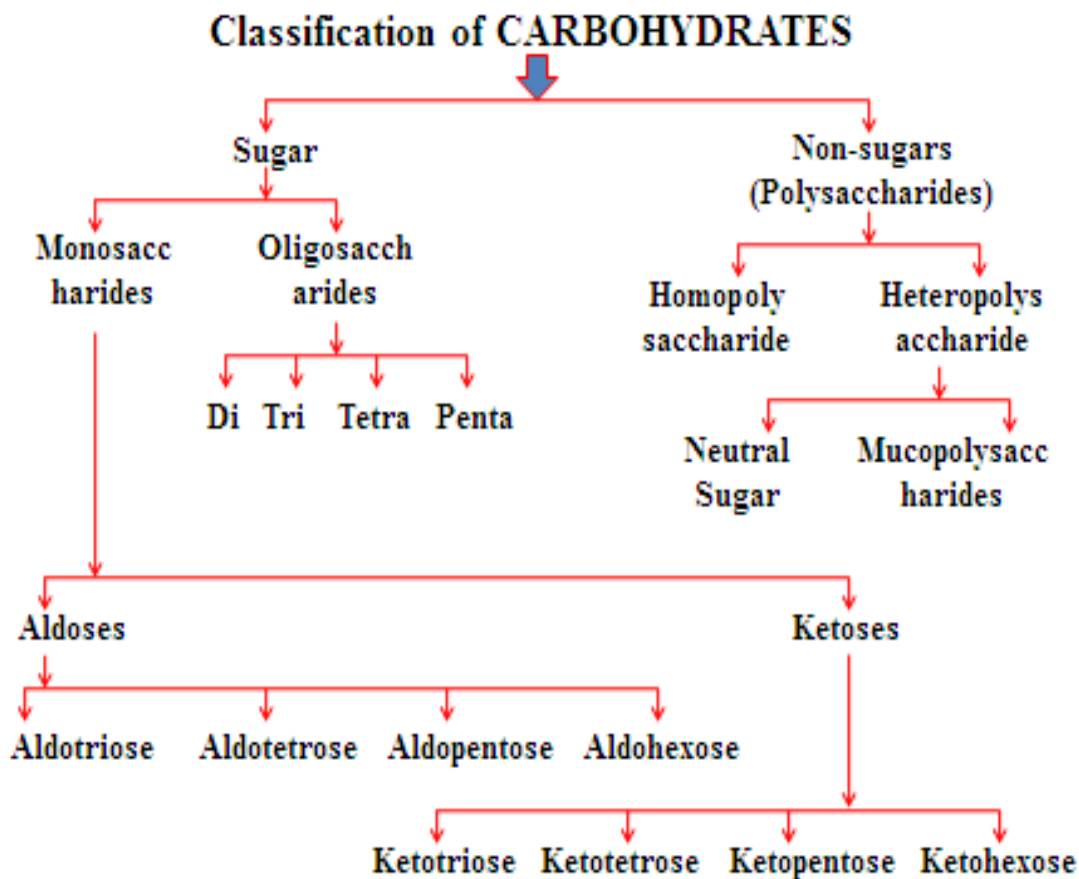 Classification of CARBOHYDRATES
Sugar
Non-sugars
(Polysaccharides)
Monosacc
harides
Oligosacch
arides
Homopoly
saccharide
Heteropolys
accharide
Di
Tri
Tetra
Penta
Neutral
Sugar
Mucopolysacc
harides
Aldoses
Ketoses
Aldotriose
Aldotetrose
Aldopentose
Aldohexose
Ketotriose
Ketotetrose
Ketopentose
Ketohexose